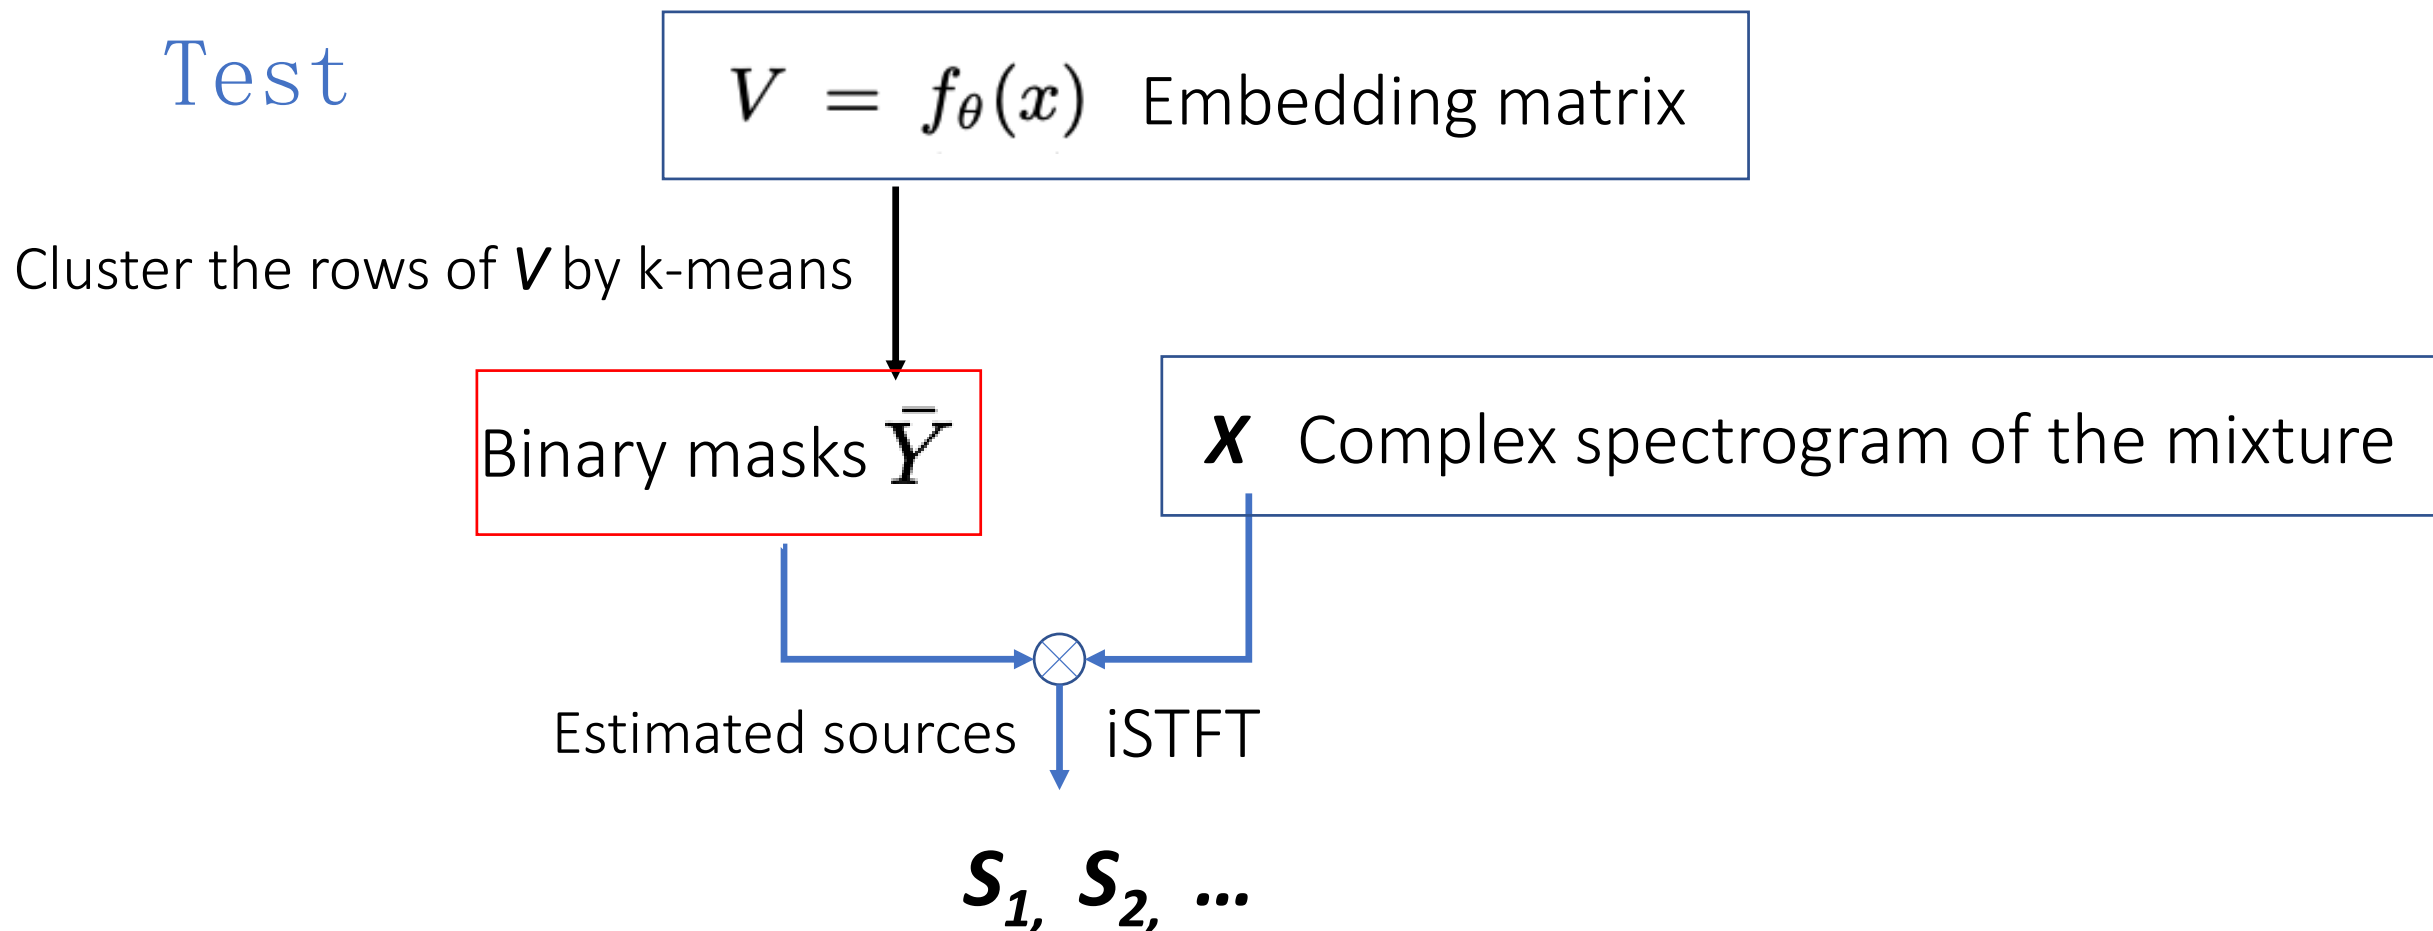 Test
V = fθ(x) Embedding matrix
Cluster the rows of V by k-means
Binary masks Ȳ
X Complex spectrogram of the mixture
Estimated sources iSTFT
S1, S2, ...